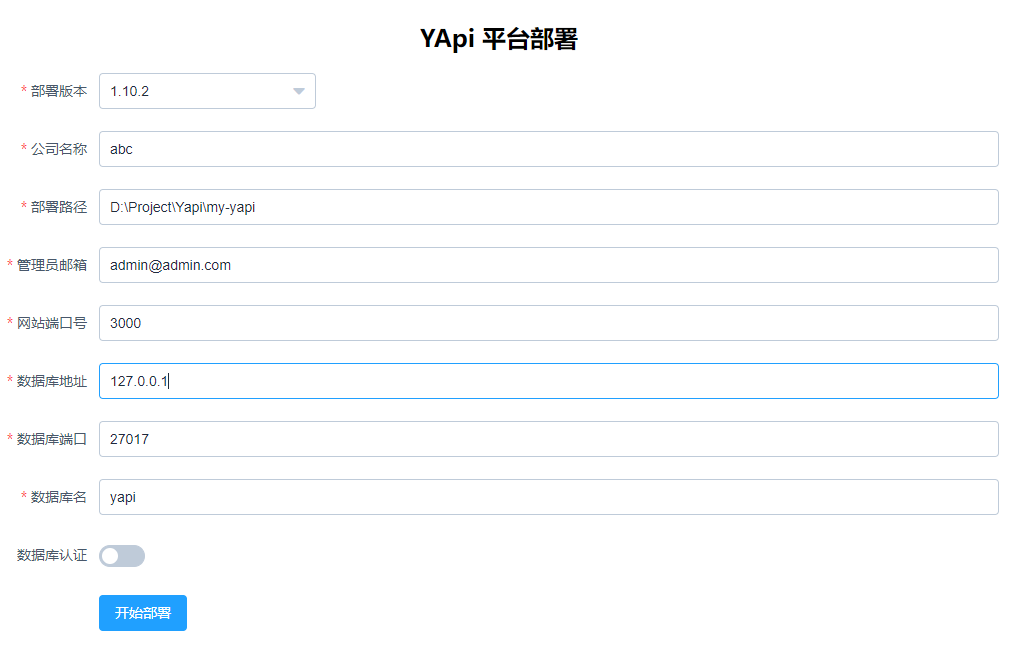 YApi 平台部署
* 部署版本 1.10.2
* 公司名称 abc
* 部署路径 D:\Project\Yapi\my-yapi
* 管理员邮箱 admin@admin.com
* 网站端口号 3000
* 数据库地址 127.0.0.1
* 数据库端口 27017
* 数据库名 yapi
数据库认证
开始部署